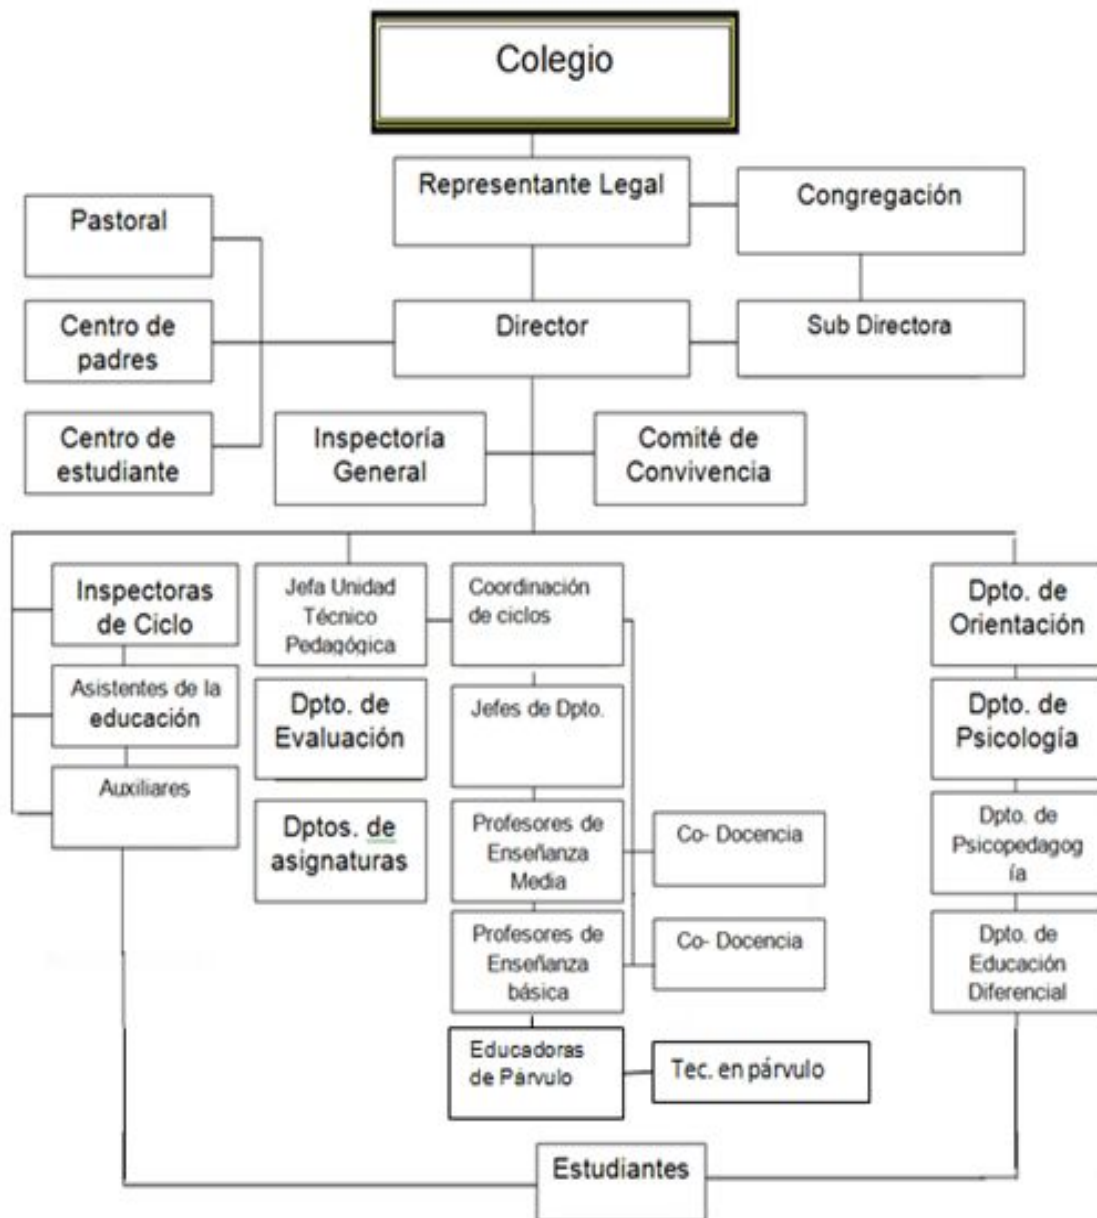 Colegio
Representante Legal
Congregación
Pastoral
Centro de
padres
Director
Sub Directora
Centro de
estudiante
Inspectoría
General
Comité de
Convivencia
Inspectoras
de Ciclo
Asistentes de la
educación
Auxiliares
Jefa Unidad
Técnico
Pedagógica
Dpto. de
Evaluación
Dptos. de
asignaturas
Coordinación
de ciclos
Jefes de Dpto.
Profesores de
Enseñanza
Media
Co- Docencia
Profesores de
Enseñanza
básica
Co- Docencia
Educadoras
de Párvulo
Tec. en párvulo
Dpto. de
Orientación
Dpto. de
Psicología
Dpto. de
Psicopedagog
ía
Dpto. de
Educación
Diferencial
Estudiantes